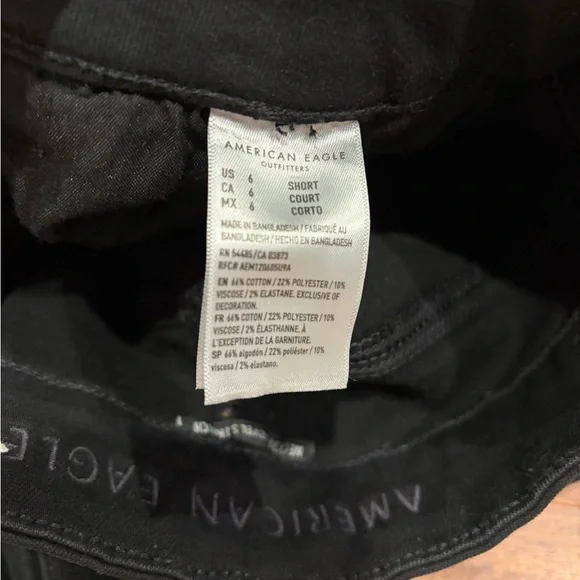 AMERICAN EAGLE
OUTFITTERS
US 6 SHORT
CA 6 COURT
MX 6 CORTO
MADE IN BANGLADESH / FABRIQUÉ AU
BANGLADESH / HECHO EN BANGLADESH
RN 54485/CA 03873
RFC# AEM120605U9A
EN 66% COTTON / 22% POLYESTER / 10%
VISCOSE / 2% ELASTANE. EXCLUSIVE OF
DECORATION.
FR 66% COTON / 22% POLYESTER / 10%
VISCOSE / 2% ÉLASTHANNE. À
L'EXCEPTION DE LA GARNITURE.
SP 66% algodón / 22% poliéster / 10%
viscosa / 2% elastano.
AMERICAN EAGLE